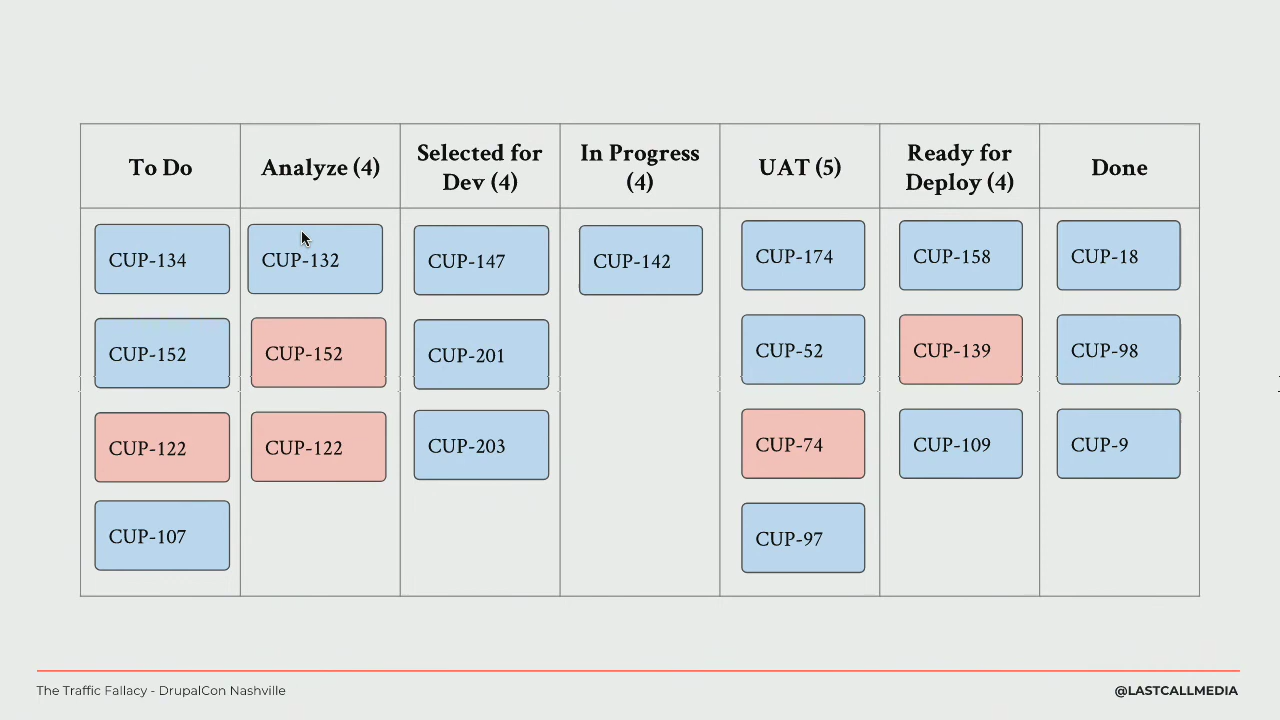 To Do
Analyze (4)
Selected for
Dev (4)
In Progress
(4)
UAT (5)
Ready for
Deploy (4)
Done
CUP-134
CUP-152
CUP-122
CUP-107
CUP-132
CUP-152
CUP-122
CUP-147
CUP-201
CUP-203
CUP-142
CUP-174
CUP-52
CUP-74
CUP-97
CUP-158
CUP-139
CUP-109
CUP-18
CUP-98
CUP-9
The Traffic Fallacy - DrupalCon Nashville
@LASTCALLMEDIA